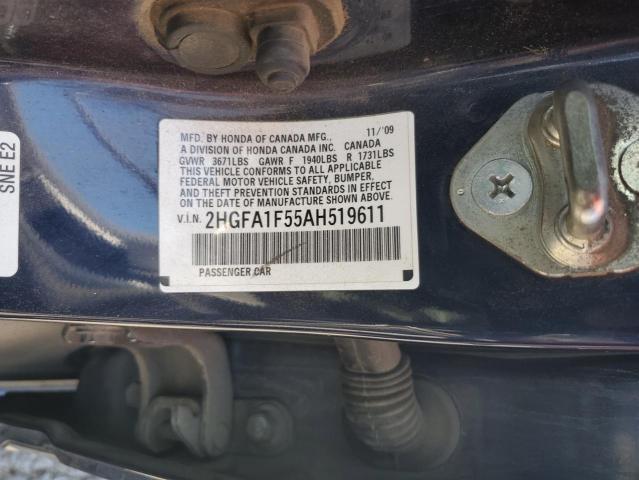 MFD. BY HONDA OF CANADA MFG., 11/'09
A DIVISION OF HONDA CANADA INC. CANADA
GVWR 3671LBS GAWR F 1940LBS R 1731LBS
THIS VEHICLE CONFORMS TO ALL APPLICABLE
FEDERAL MOTOR VEHICLE SAFETY, BUMPER,
AND THEFT PREVENTION STANDARDS IN EFFECT
ON THE DATE OF MANUFACTURE SHOWN ABOVE.
V.I.N. 2HGFA1F55AH519611
PASSENGER CAR
SNE E2